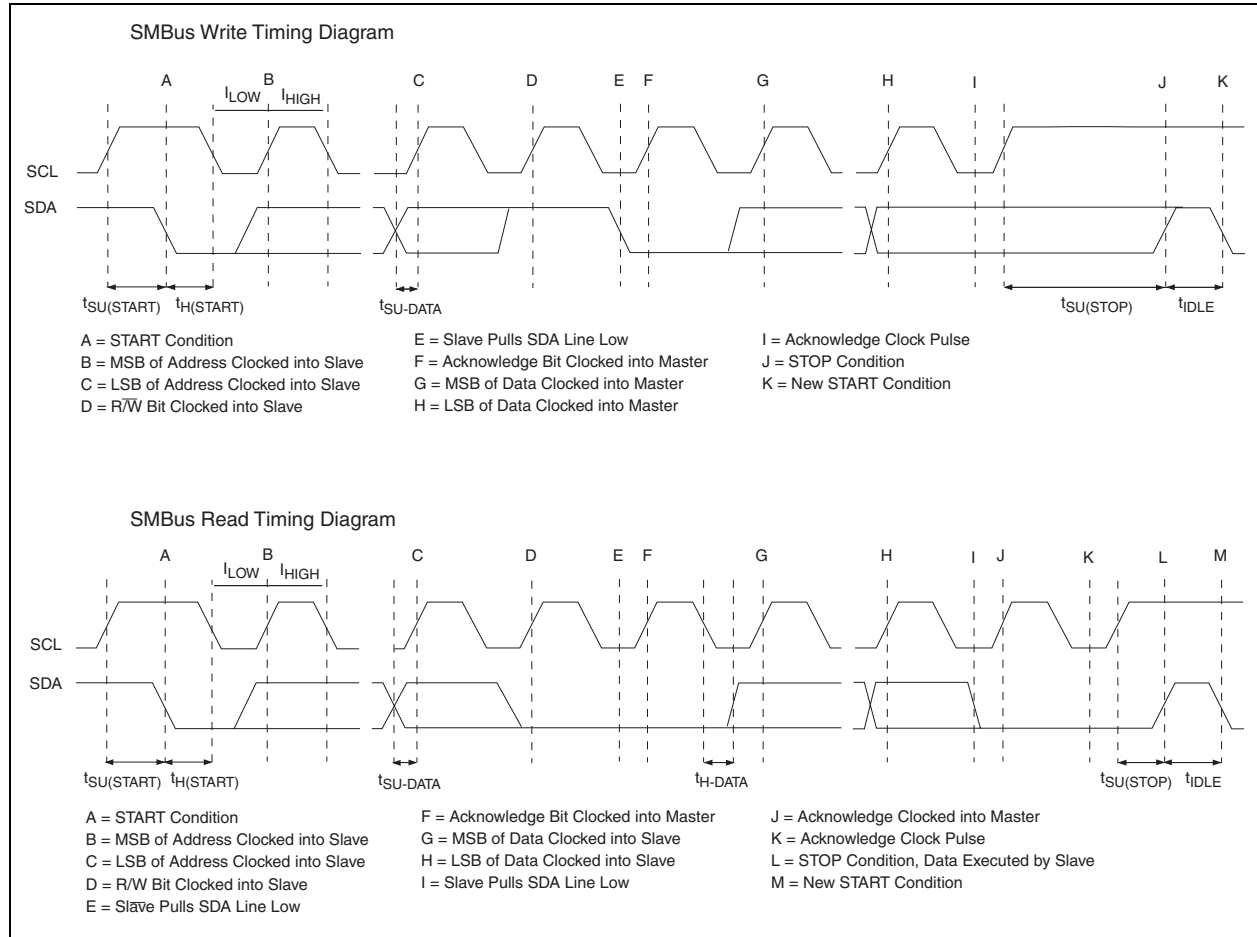 SMBus Write Timing Diagram
A B C D E F G H I J K
ILOW IHIGH
SCL
SDA
tSU(START) tH(START) tSU-DATA tSU(STOP) tIDLE
A = START Condition
B = MSB of Address Clocked into Slave
C = LSB of Address Clocked into Slave
D = R/W̅ Bit Clocked into Slave
E = Slave Pulls SDA Line Low
F = Acknowledge Bit Clocked into Master
G = MSB of Data Clocked into Master
H = LSB of Data Clocked into Master
I = Acknowledge Clock Pulse
J = STOP Condition
K = New START Condition
SMBus Read Timing Diagram
A B C D E F G H I J K L M
ILOW IHIGH
SCL
SDA
tSU(START) tH(START) tSU-DATA tH-DATA tSU(STOP) tIDLE
A = START Condition
B = MSB of Address Clocked into Slave
C = LSB of Address Clocked into Slave
D = R/W Bit Clocked into Slave
E = Slave Pulls SDA Line Low
F = Acknowledge Bit Clocked into Master
G = MSB of Data Clocked into Slave
H = LSB of Data Clocked into Slave
I = Slave Pulls SDA Line Low
J = Acknowledge Clocked into Master
K = Acknowledge Clock Pulse
L = STOP Condition, Data Executed by Slave
M = New START Condition